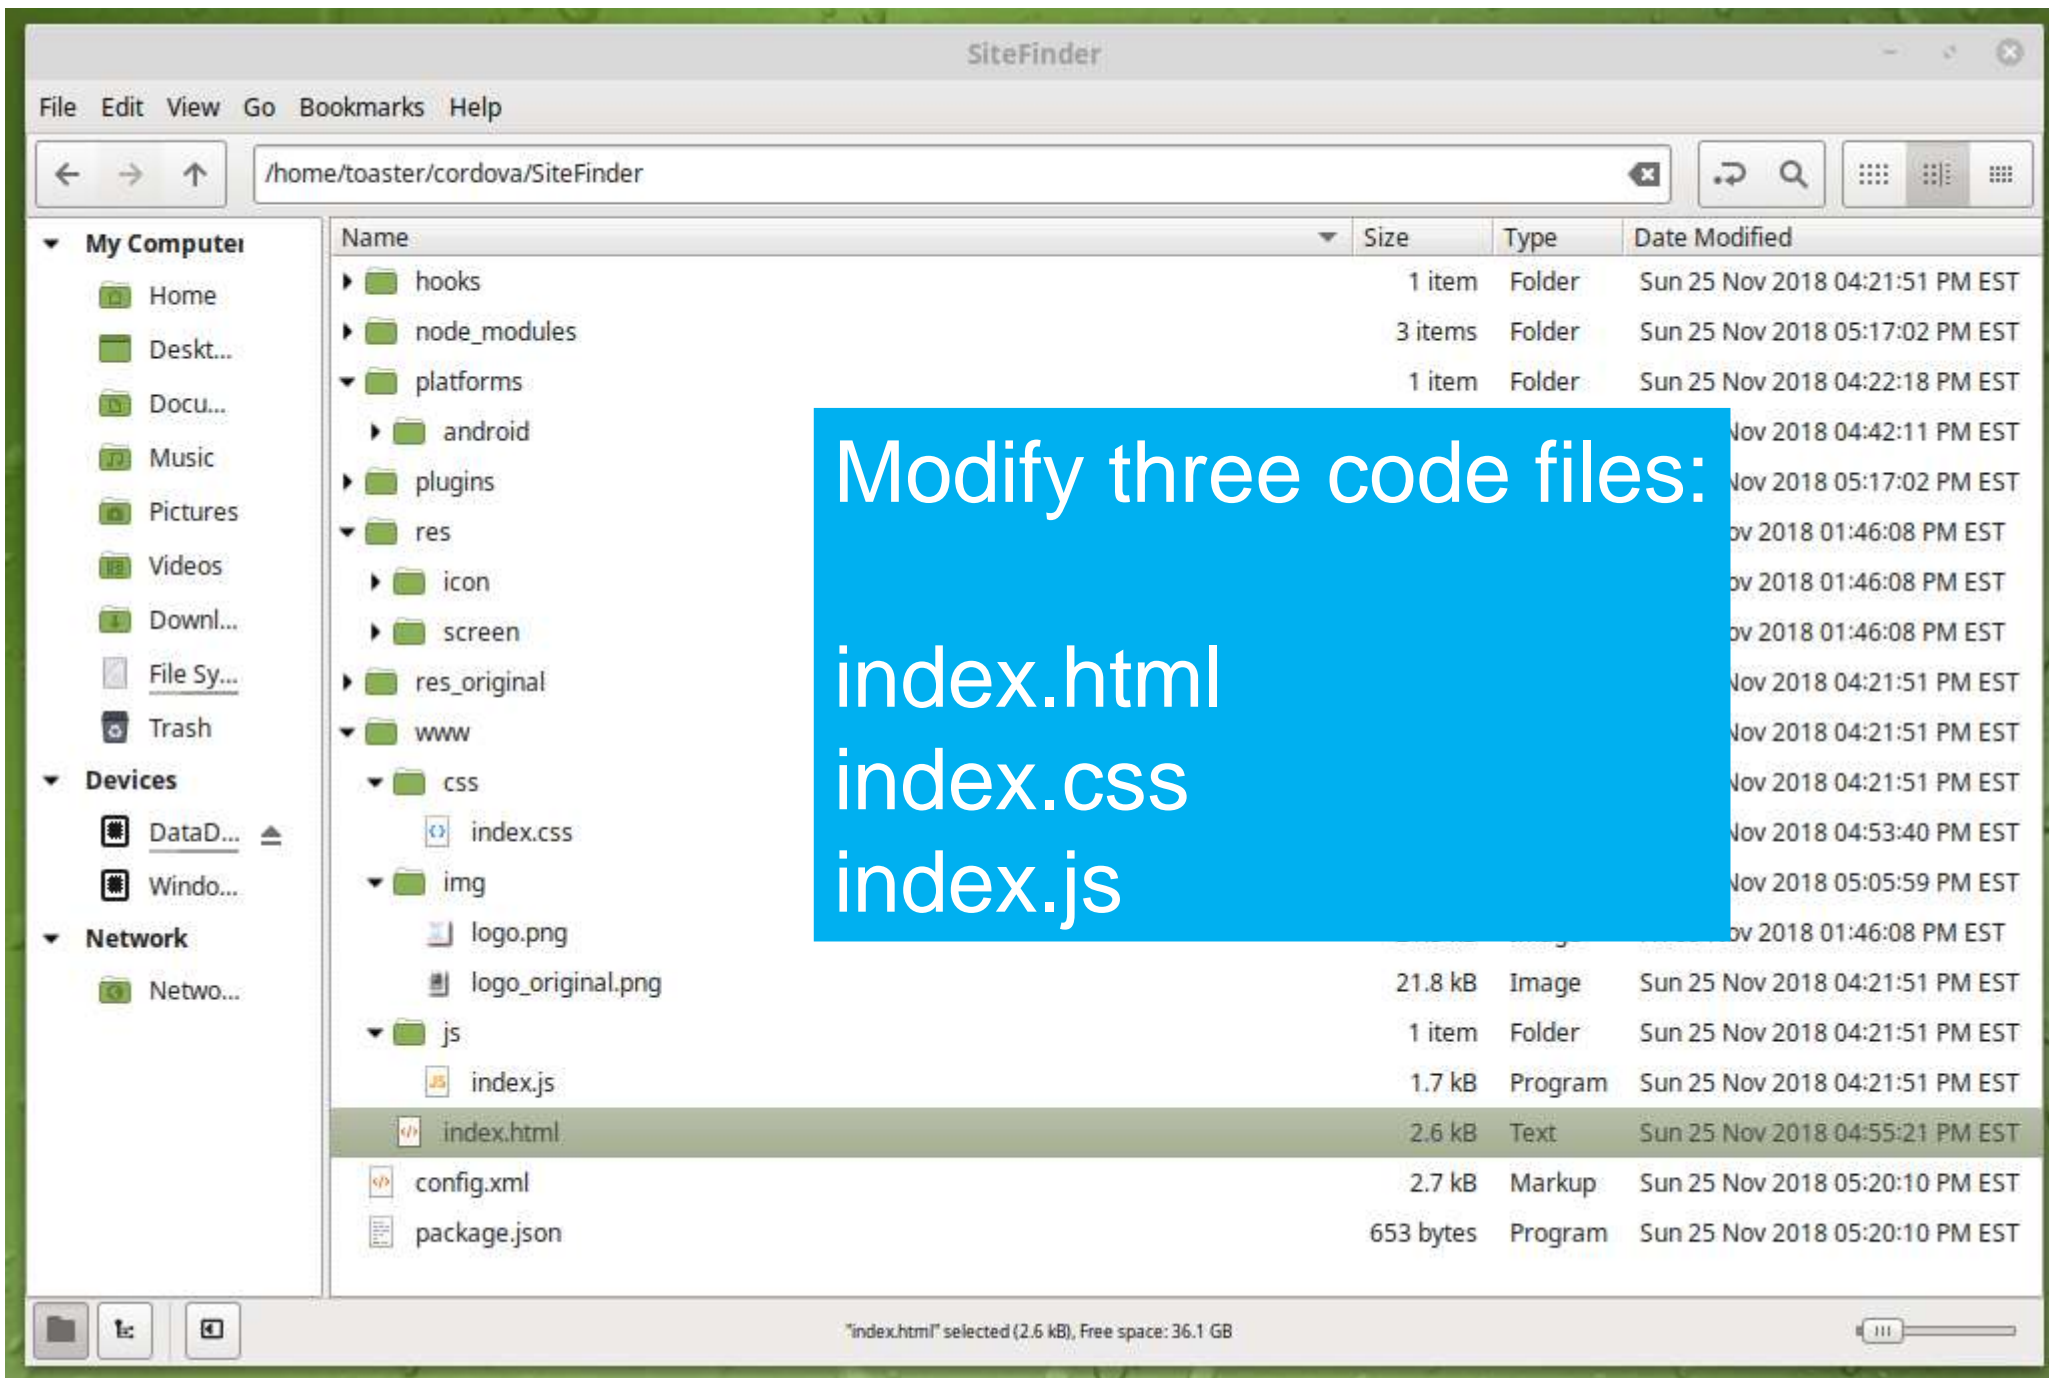 SiteFinder
File Edit View Go Bookmarks Help
/home/toaster/cordova/SiteFinder
My Computer
Home
Deskt...
Docu...
Music
Pictures
Videos
Downl...
File Sy...
Trash
Devices
DataD...
Windo...
Network
Netwo...
Name Size Type Date Modified
hooks 1 item Folder Sun 25 Nov 2018 04:21:51 PM EST
node_modules 3 items Folder Sun 25 Nov 2018 05:17:02 PM EST
platforms 1 item Folder Sun 25 Nov 2018 04:22:18 PM EST
android Nov 2018 04:42:11 PM EST
plugins Nov 2018 05:17:02 PM EST
res 2018 01:46:08 PM EST
icon 2018 01:46:08 PM EST
screen 2018 01:46:08 PM EST
res_original Nov 2018 04:21:51 PM EST
www Nov 2018 04:21:51 PM EST
css Nov 2018 04:21:51 PM EST
index.css Nov 2018 04:53:40 PM EST
img Nov 2018 05:05:59 PM EST
logo.png 2018 01:46:08 PM EST
logo_original.png 21.8 kB Image Sun 25 Nov 2018 04:21:51 PM EST
js 1 item Folder Sun 25 Nov 2018 04:21:51 PM EST
index.js 1.7 kB Program Sun 25 Nov 2018 04:21:51 PM EST
index.html 2.6 kB Text Sun 25 Nov 2018 04:55:21 PM EST
config.xml 2.7 kB Markup Sun 25 Nov 2018 05:20:10 PM EST
package.json 653 bytes Program Sun 25 Nov 2018 05:20:10 PM EST
Modify three code files:
index.html
index.css
index.js
"index.html" selected (2.6 kB), Free space: 36.1 GB